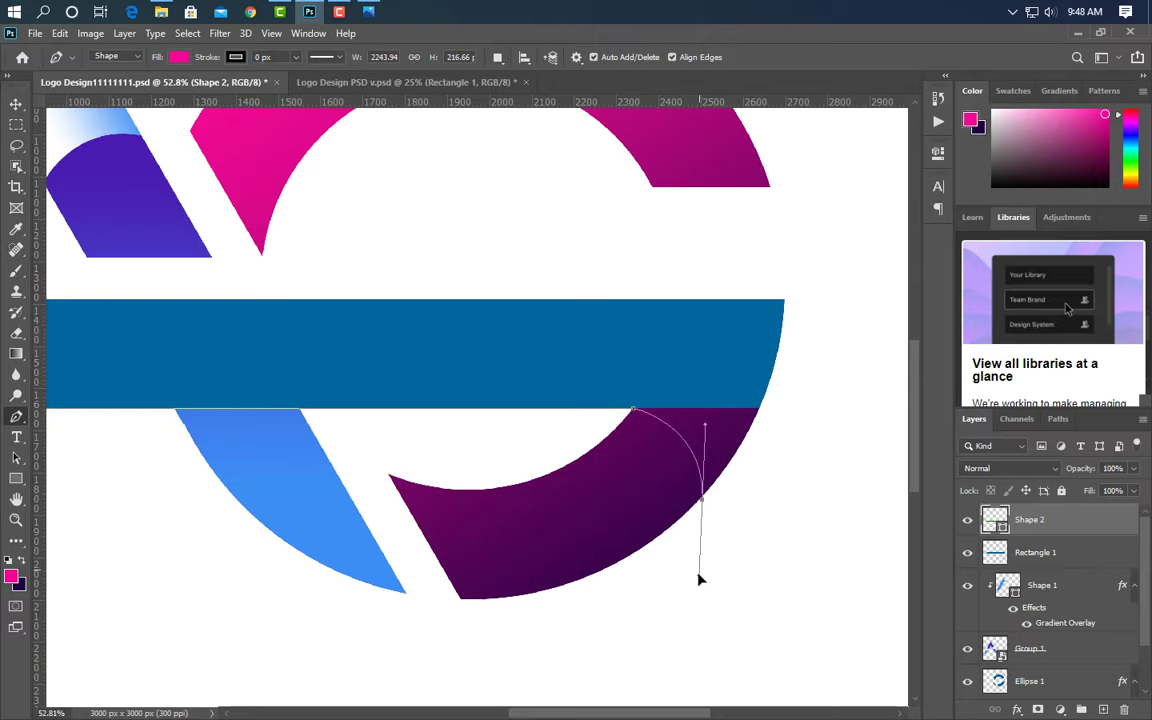 9:48 AM
File Edit Image Layer Type Select Filter 3D View Window Help
Shape Fill: Stroke: 0 px W: 2243.94 H: 216.66 p Auto Add/Delete Align Edges
Logo Design11111111.psd @ 52.8% (Shape 2, RGB/8) * × Logo Design PSD v.psd @ 25% (Rectangle 1, RGB/8) * ×
1000 1100 1200 1300 1400 1500 1600 1700 1800 1900 2000 2100 2200 2300 2400 2500 2600 2700 2800 2900
Color Swatches Gradients Patterns
Learn Libraries Adjustments
Your Library
Team Brand
Design System
View all libraries at a
glance
We're working to make managing
Layers Channels Paths
Kind
Normal Opacity: 100%
Lock: Fill: 100%
Shape 2
Rectangle 1
Shape 1 fx
Effects
Gradient Overlay
Group 1
Ellipse 1 fx
52.81% 3000 px x 3000 px (300 ppi)